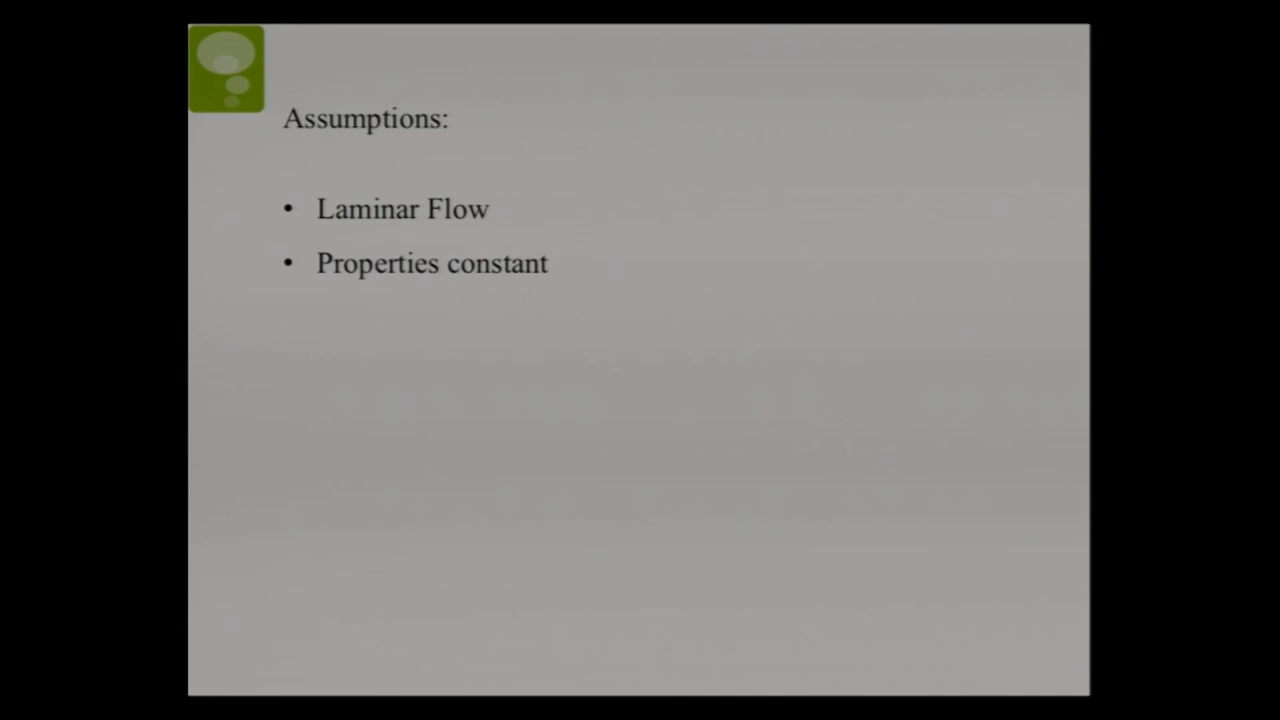 Assumptions:
• Laminar Flow
• Properties constant